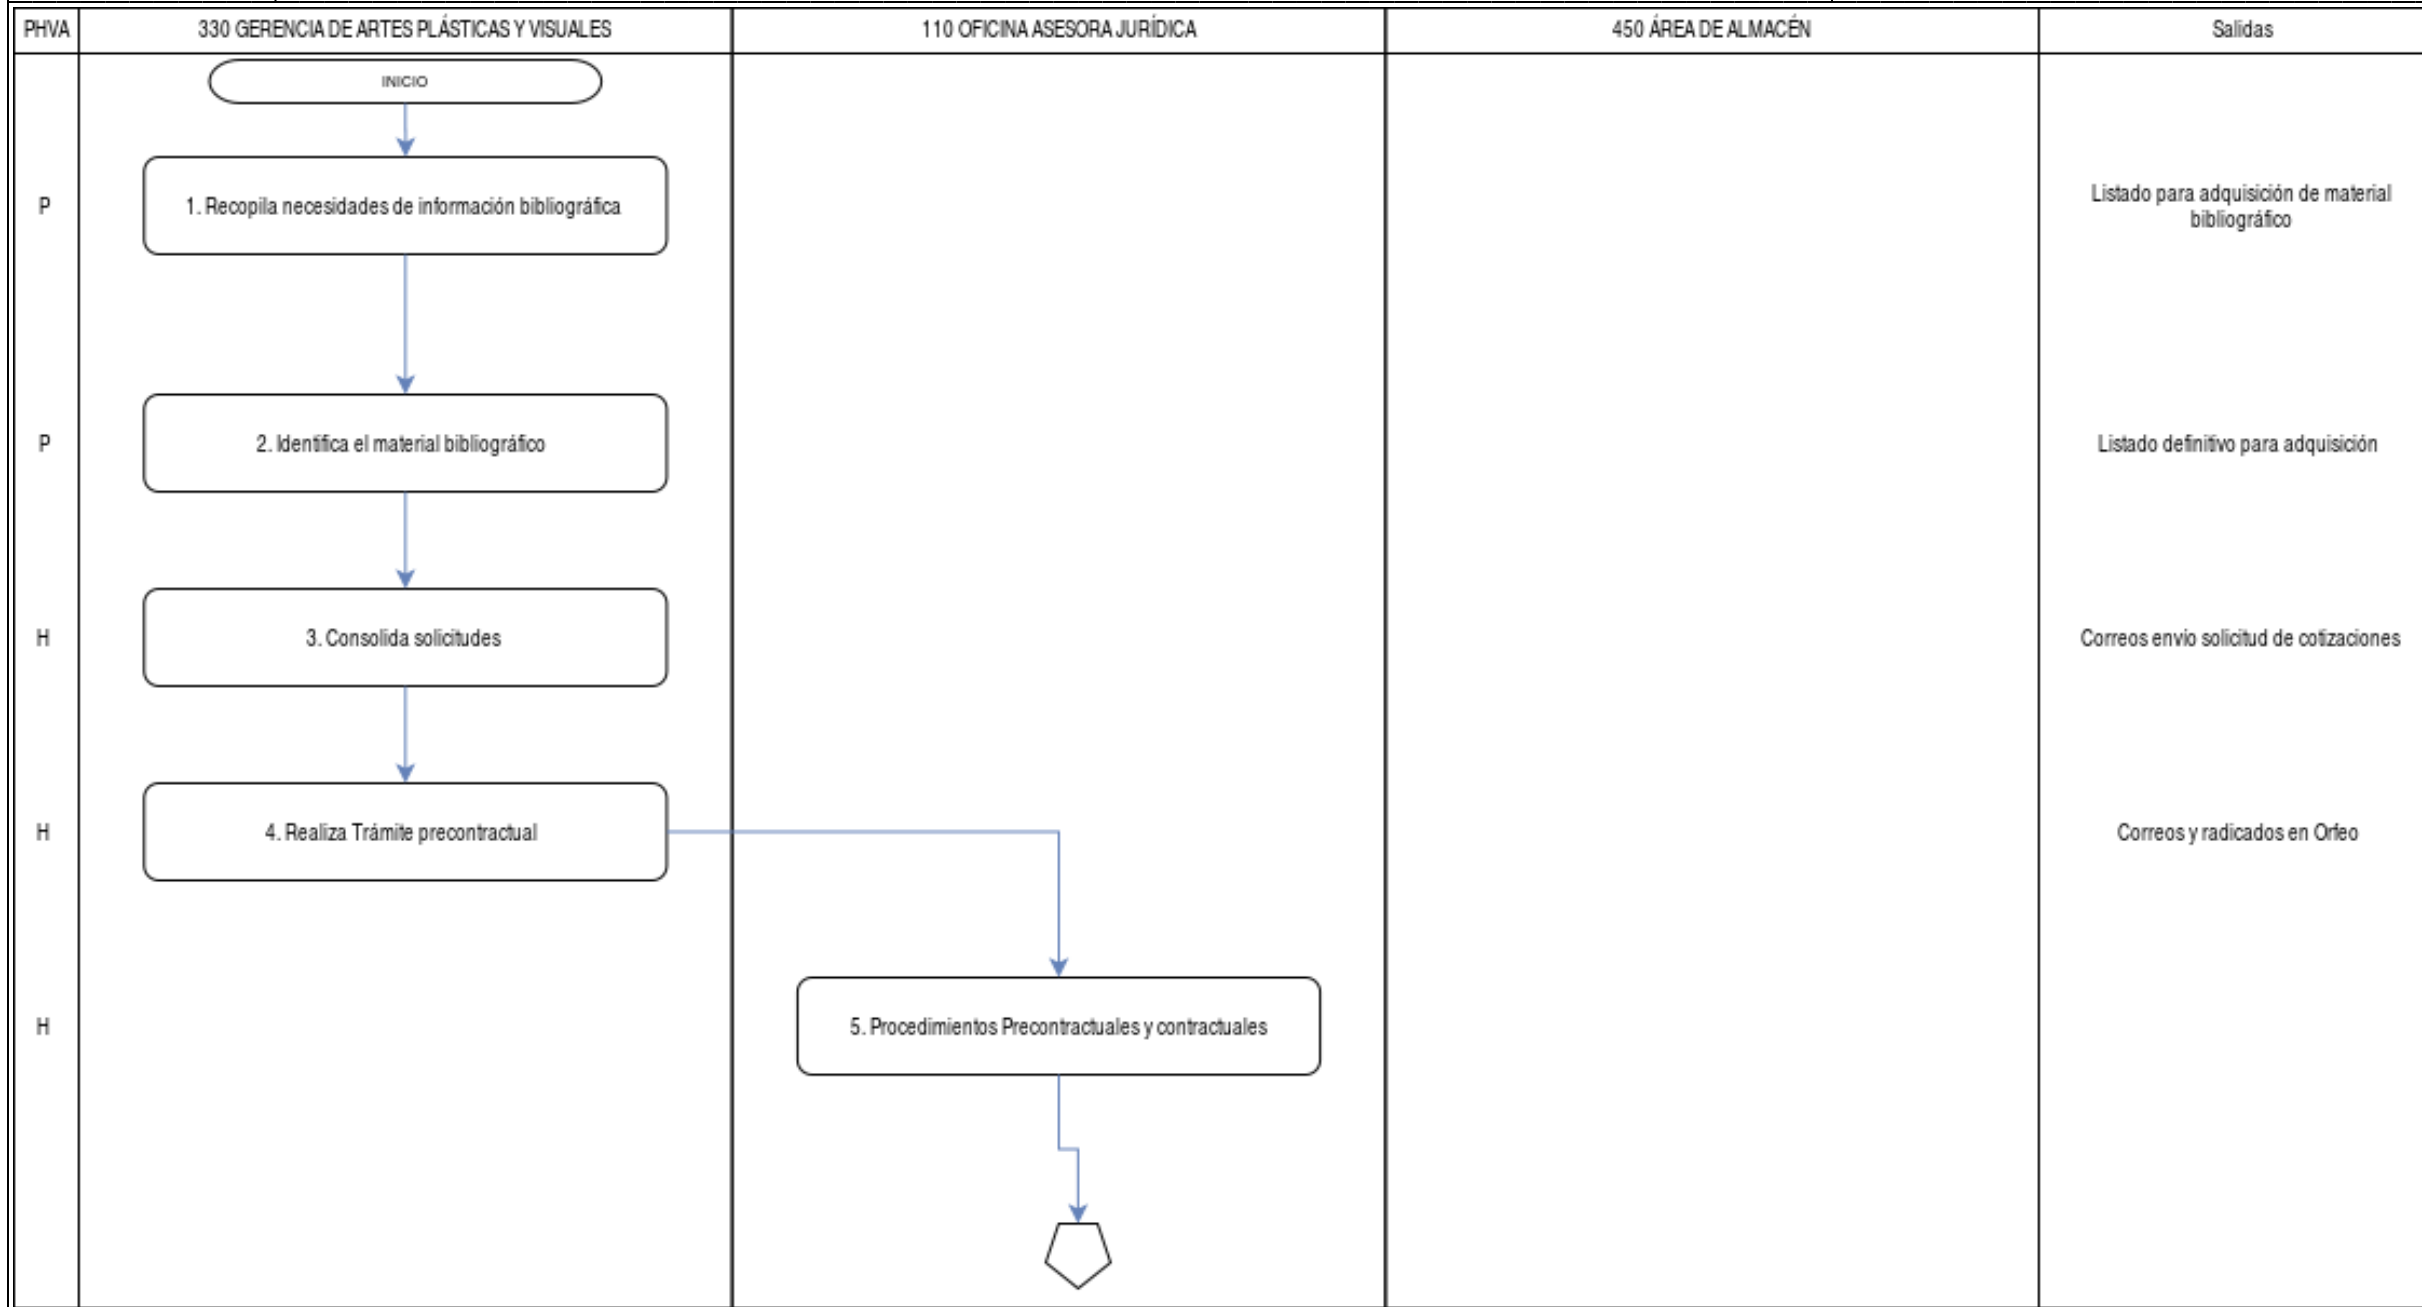 PHVA
330 GERENCIA DE ARTES PLÁSTICAS Y VISUALES
110 OFICINA ASESORA JURÍDICA
450 ÁREA DE ALMACÉN
Salidas
INICIO
P
1. Recopila necesidades de información bibliográfica
Listado para adquisición de material
bibliográfico
P
2. Identifica el material bibliográfico
Listado definitivo para adquisición
H
3. Consolida solicitudes
Correos envío solicitud de cotizaciones
H
4. Realiza Trámite precontractual
Correos y radicados en Orfeo
H
5. Procedimientos Precontractuales y contractuales